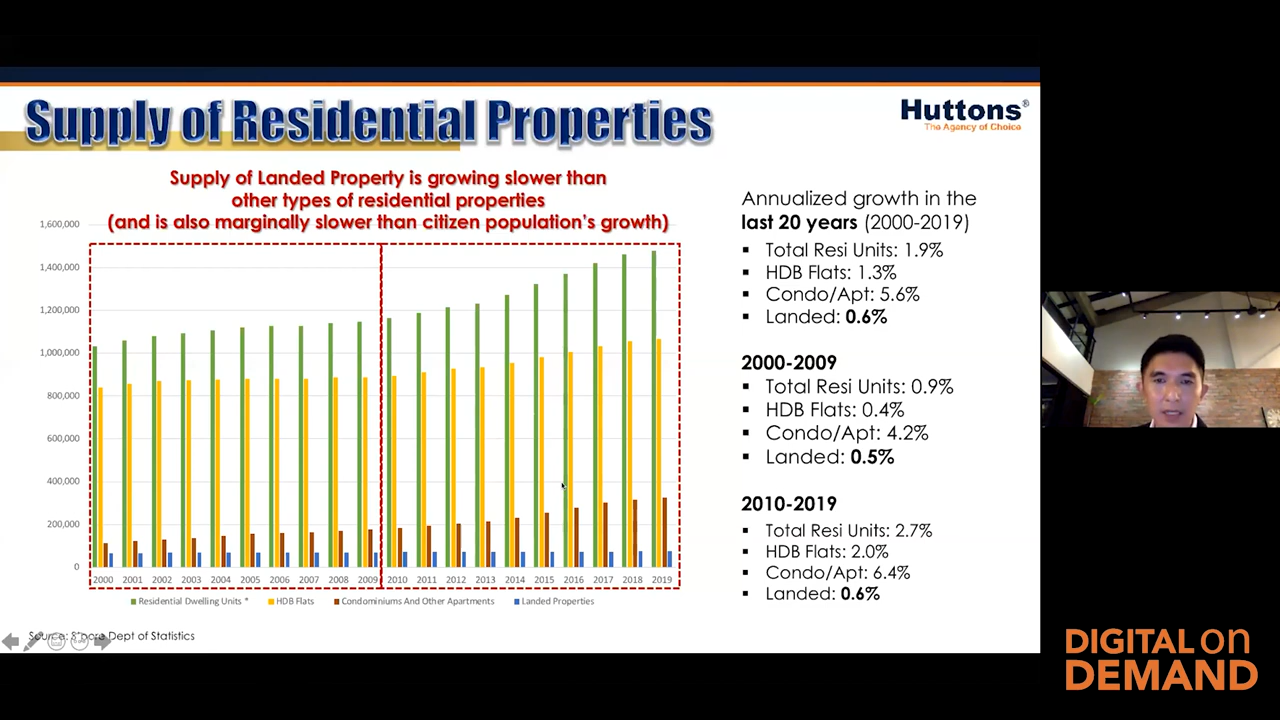 Supply of Residential Properties
Huttons®
The Agency of Choice
Supply of Landed Property is growing slower than
other types of residential properties
(and is also marginally slower than citizen population's growth)
1,600,000
1,400,000
1,200,000
1,000,000
800,000
600,000
400,000
200,000
0
2000 2001 2002 2003 2004 2005 2006 2007 2008 2009 2010 2011 2012 2013 2014 2015 2016 2017 2018 2019
Residential Dwelling Units * HDB Flats Condominiums And Other Apartments Landed Properties
Source: Dept of Statistics
Annualized growth in the
last 20 years (2000-2019)
▪ Total Resi Units: 1.9%
▪ HDB Flats: 1.3%
▪ Condo/Apt: 5.6%
▪ Landed: 0.6%
2000-2009
▪ Total Resi Units: 0.9%
▪ HDB Flats: 0.4%
▪ Condo/Apt: 4.2%
▪ Landed: 0.5%
2010-2019
▪ Total Resi Units: 2.7%
▪ HDB Flats: 2.0%
▪ Condo/Apt: 6.4%
▪ Landed: 0.6%
DIGITAL on
DEMAND